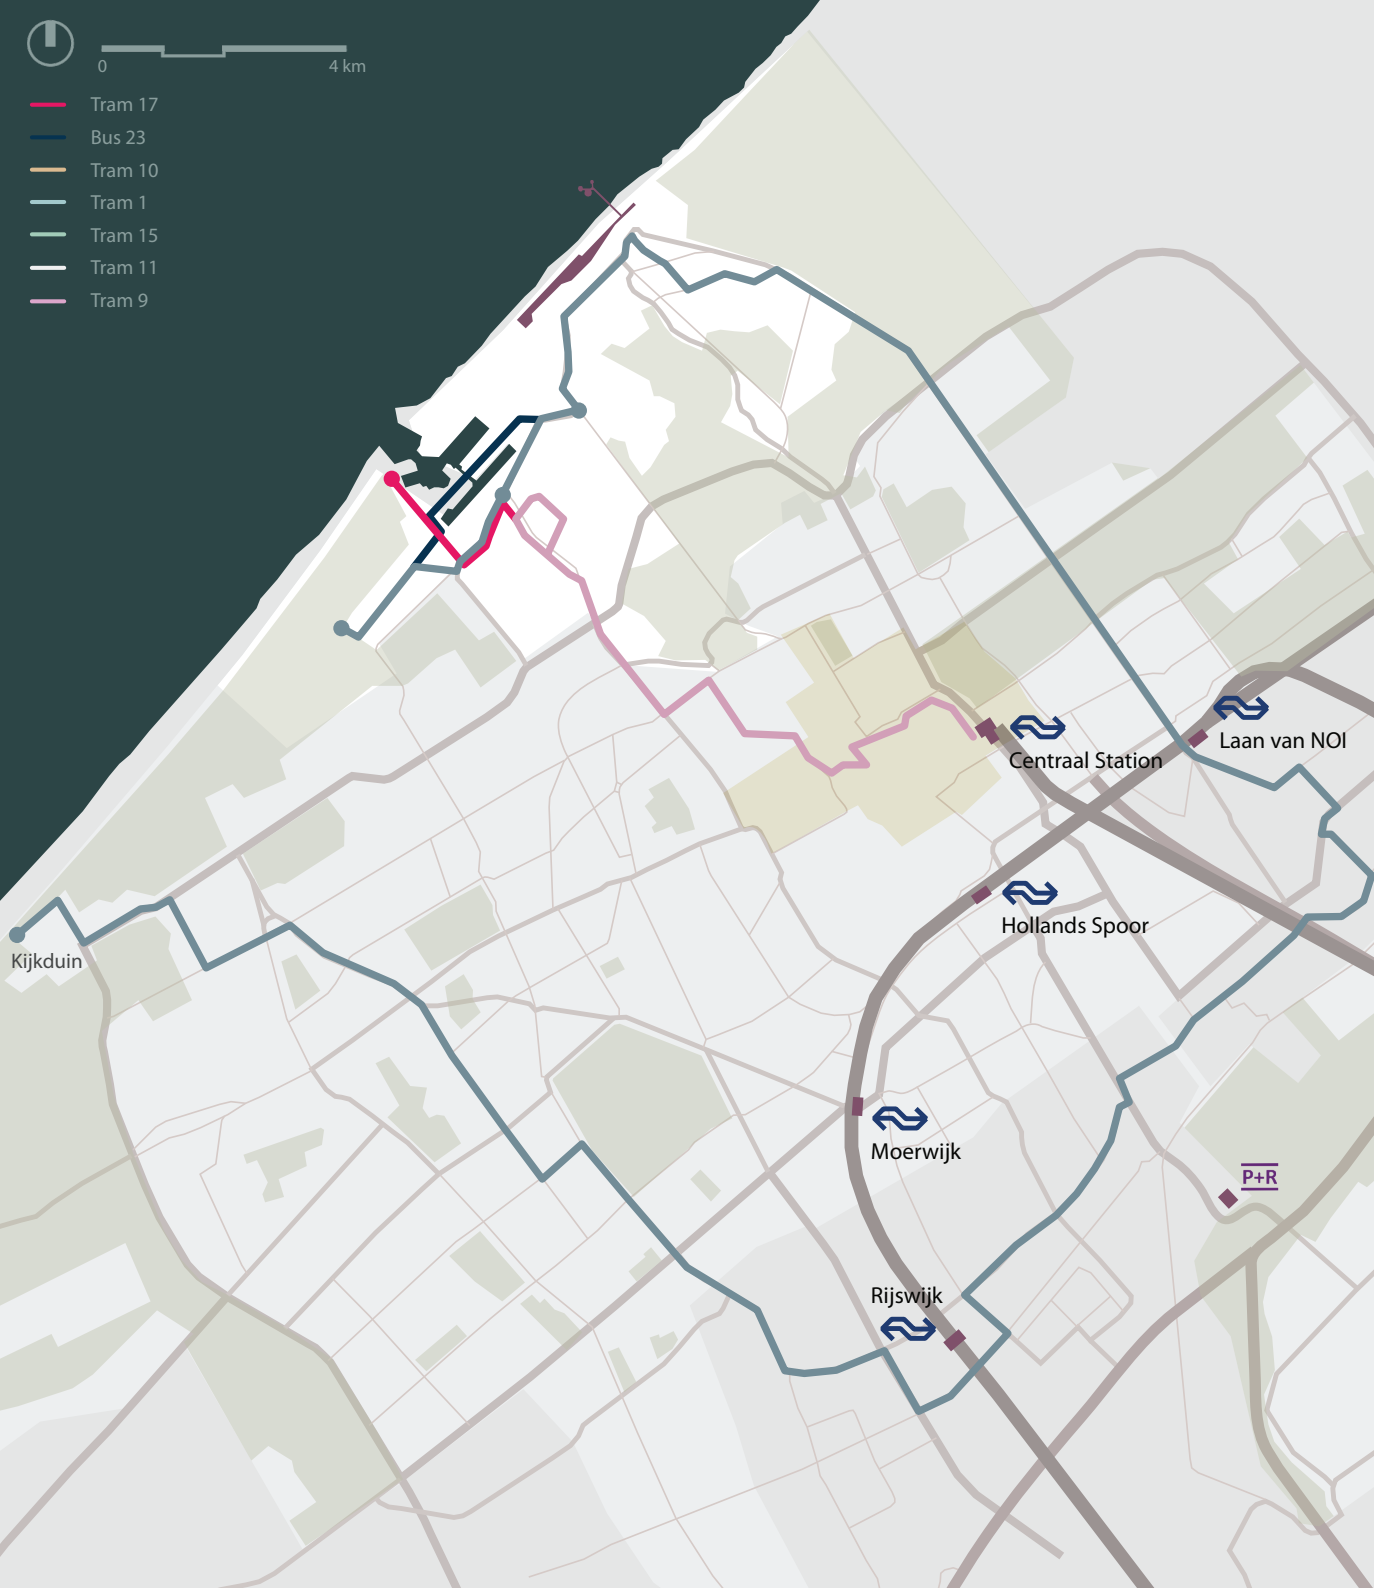 0 4 km
Tram 17
Bus 23
Tram 10
Tram 1
Tram 15
Tram 11
Tram 9
Laan van NOI
Centraal Station
Hollands Spoor
Kijkduin
Moerwijk
P+R
Rijswijk